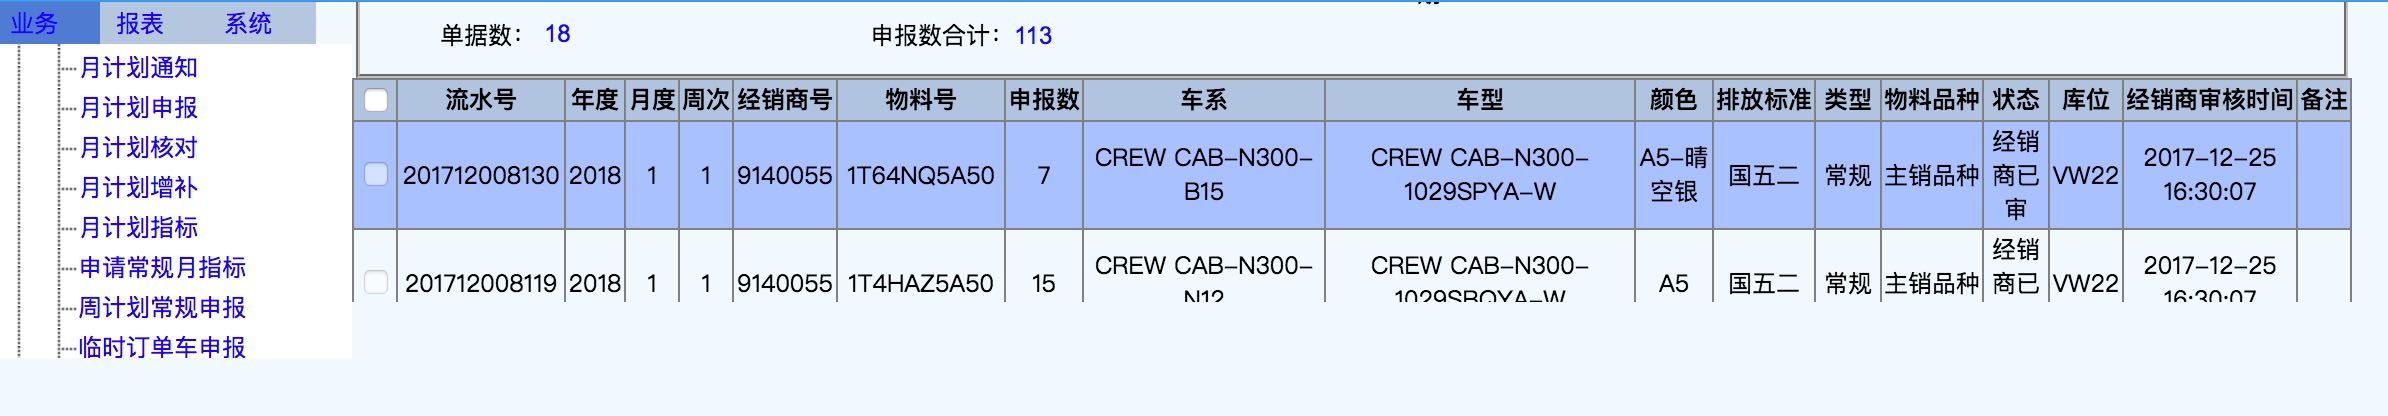 业务 报表 系统
月计划通知
月计划申报
月计划核对
月计划增补
月计划指标
申请常规月指标
周计划常规申报
临时订单车申报
单据数： 18 申报数合计：113
流水号 年度 月度 周次 经销商号 物料号 申报数 车系 车型 颜色 排放标准 类型 物料品种 状态 库位 经销商审核时间 备注
201712008130 2018 1 1 9140055 1T64NQ5A50 7 CREW CAB-N300-B15 CREW CAB-N300-1029SPYA-W A5-晴空银 国五二 常规 主销品种 经销商已审 VW22 2017-12-25 16:30:07
201712008119 2018 1 1 9140055 1T4HAZ5A50 15 CREW CAB-N300-N12 CREW CAB-N300-1029SBQYA-W A5 国五二 常规 主销品种 经销商已 VW22 2017-12-25 16:30:07